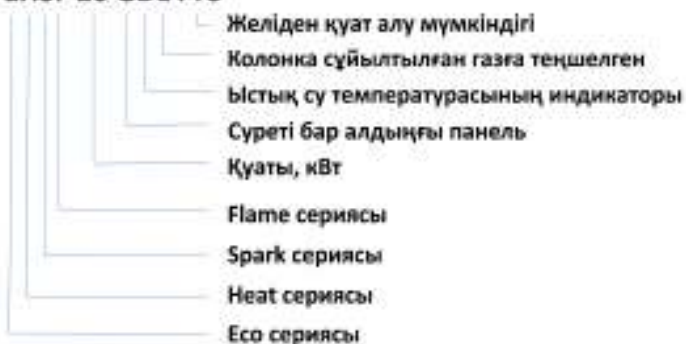 Желіден қуат алу мүмкіндігі
Колонка сұйылтылған газға теңшелген
Ыстық су температурасының индикаторы
Суреті бар алдыңғы панель
Қуаты, кВт
Flame сериясы
Spark сериясы
Heat сериясы
Eco сериясы